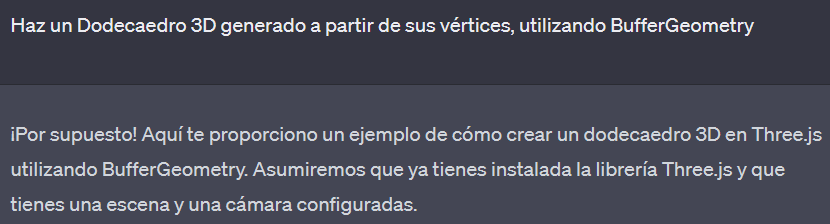 Haz un Dodecaedro 3D generado a partir de sus vértices, utilizando BufferGeometry
¡Por supuesto! Aquí te proporciono un ejemplo de cómo crear un dodecaedro 3D en Three.js
utilizando BufferGeometry. Asumiremos que ya tienes instalada la librería Three.js y que
tienes una escena y una cámara configuradas.